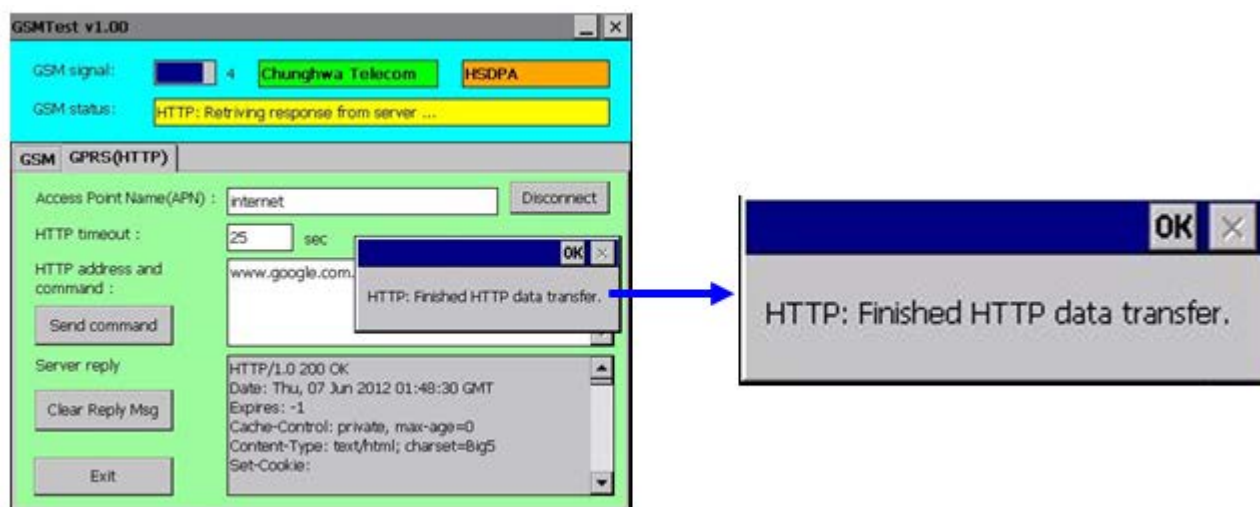 GSMTest v1.00
GSM signal: 4 Chunghwa Telecom HSDPA
GSM status: HTTP: Retriving response from server ...
GSM GPRS(HTTP)
Access Point Name(APN) : internet Disconnect
HTTP timeout : 25 sec
OK
HTTP address and
command :
www.google.com.
HTTP: Finished HTTP data transfer.
Send command
Server reply
HTTP/1.0 200 OK
Date: Thu, 07 Jun 2012 01:48:30 GMT
Clear Reply Msg
Expires: -1
Cache-Control: private, max-age=0
Content-Type: text/html; charset=Big5
Set-Cookie:
Exit
OK
HTTP: Finished HTTP data transfer.